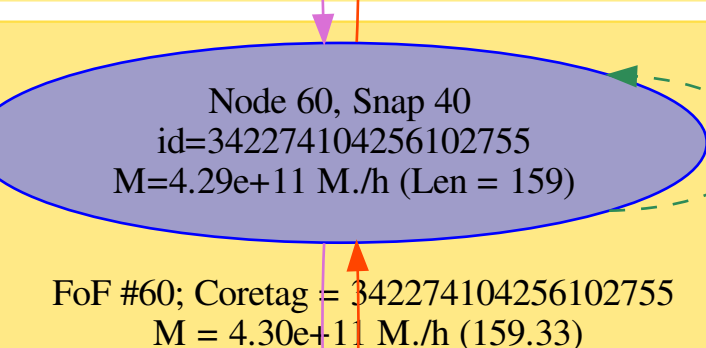 Node 60, Snap 40
id=342274104256102755
M=4.29e+11 M./h (Len = 159)
FoF #60; Coretag = 342274104256102755
M = 4.30e+11 M./h (159.33)